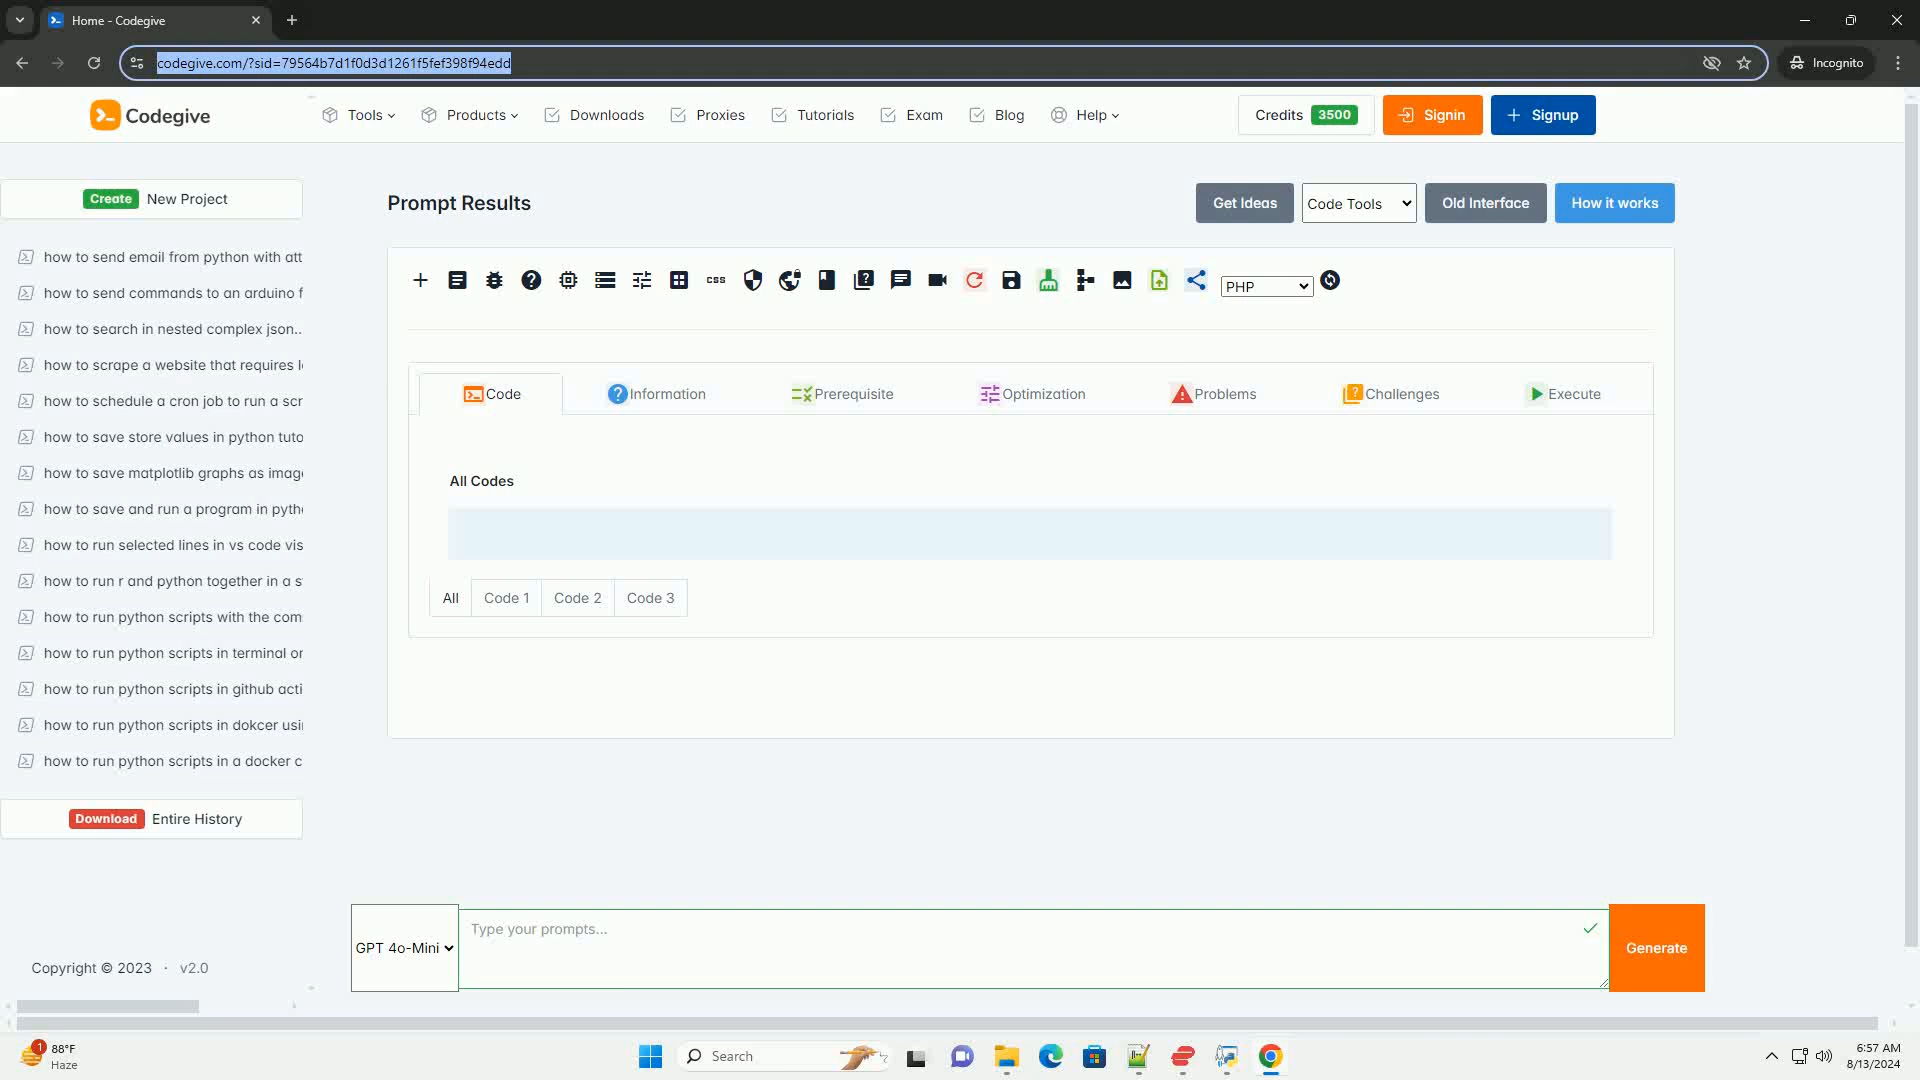 Home - Codegive
codegive.com/?sid=79564b7d1f0d3d1261f5fef398f94edd
Incognito
Codegive
Tools
Products
Downloads
Proxies
Tutorials
Exam
Blog
Help
Credits 3500
Signin
Signup
Create New Project
how to send email from python with att
how to send commands to an arduino f
how to search in nested complex json..
how to scrape a website that requires l
how to schedule a cron job to run a scr
how to save store values in python tuto
how to save matplotlib graphs as imag
how to save and run a program in pyth
how to run selected lines in vs code vis
how to run r and python together in a s
how to run python scripts with the com
how to run python scripts in terminal or
how to run python scripts in github acti
how to run python scripts in dokcer usi
how to run python scripts in a docker c
Download Entire History
Copyright © 2023 · v2.0
Prompt Results
Get Ideas
Code Tools
Old Interface
How it works
css
PHP
Code
Information
Prerequisite
Optimization
Problems
Challenges
Execute
All Codes
All
Code 1
Code 2
Code 3
GPT 4o-Mini
Type your prompts...
Generate
1
88°F
Haze
Search
6:57 AM
8/13/2024